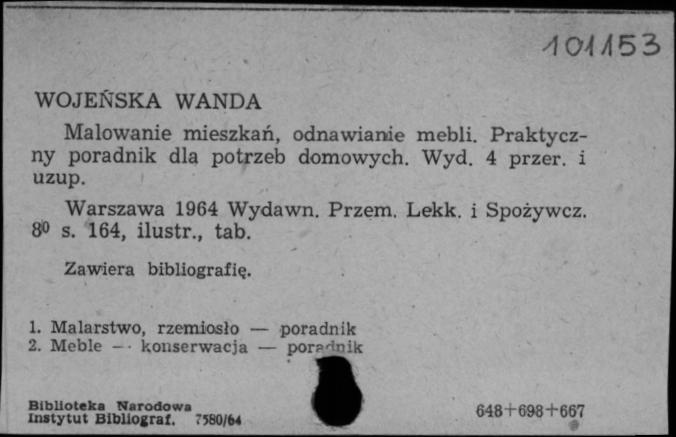 101153
WOJEŃSKA WANDA
Malowanie mieszkań, odnawianie mebli. Praktycz-
ny poradnik dla potrzeb domowych. Wyd. 4 przer. i
uzup.
Warszawa 1964 Wydawn. Przem. Lekk. i Spożywcz.
8⁰ s. 164, ilustr., tab.
Zawiera bibliografię.
1. Malarstwo, rzemiosło — poradnik
2. Meble — konserwacja — poradnik
Biblioteka Narodowa
Instytut Bibliograf. 7580/64
648+698+667